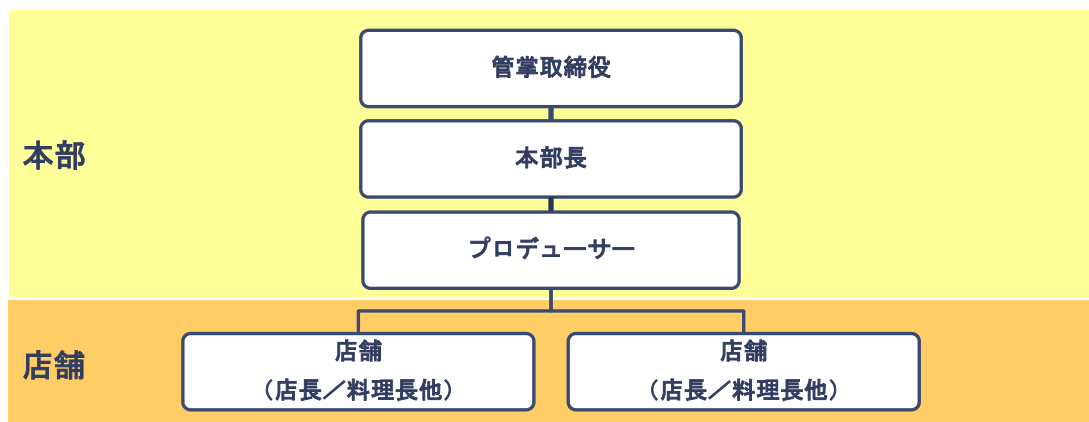 管掌取締役
本部
本部長
プロデューサー
店舗
店舗
(店長／料理長他)
店舗
(店長／料理長他)